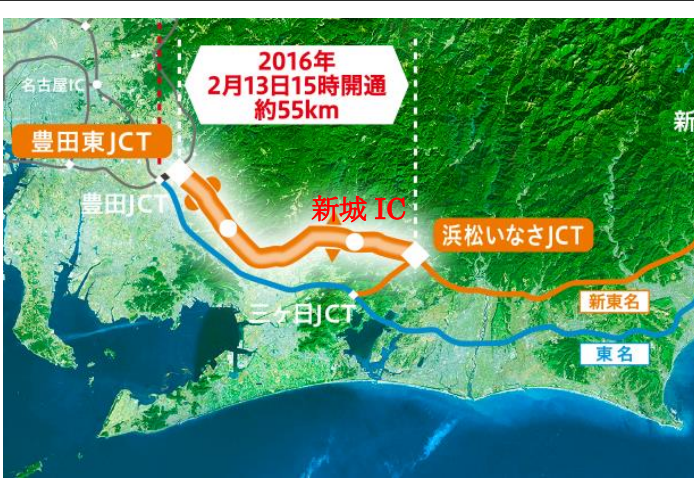 2016年
2月13日15時開通
約55km
名古屋IC
新
豊田東JCT
豊田JCT
新城 IC
浜松いなさJCT
三ヶ日JCT
新東名
東名